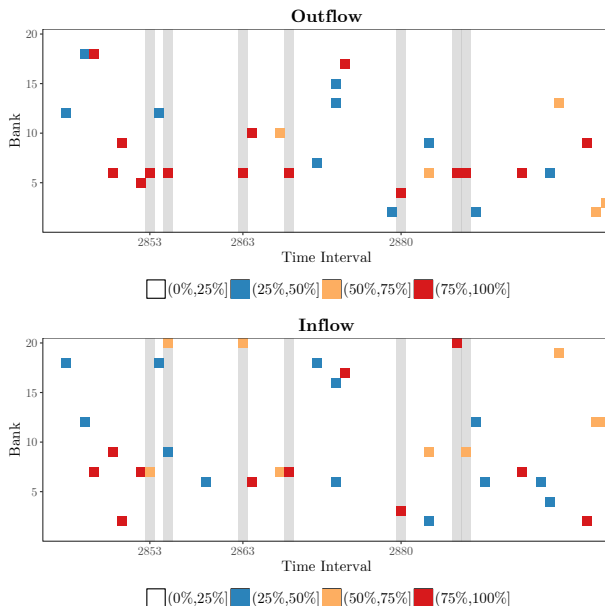 Outflow
20
15
10
5
Bank
2853 2863 2880
Time Interval
(0%,25%] (25%,50%] (50%,75%] (75%,100%]
Inflow
20
15
10
5
Bank
2853 2863 2880
Time Interval
(0%,25%] (25%,50%] (50%,75%] (75%,100%]